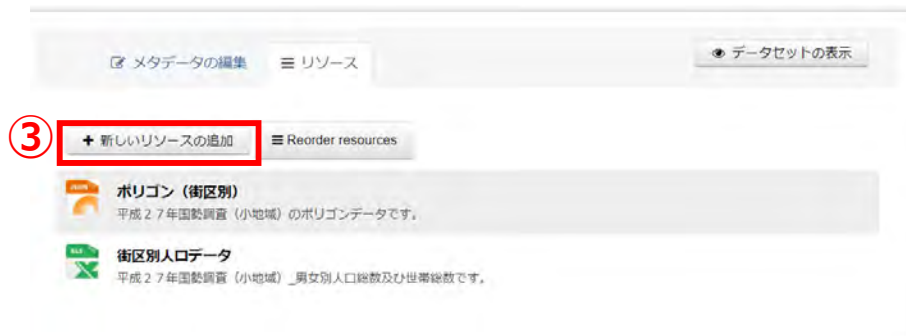 メタデータの編集 リソース データセットの表示
③ + 新しいリソースの追加 Reorder resources
ポリゴン（街区別）
平成２７年国勢調査（小地域）のポリゴンデータです。
街区別人口データ
平成２７年国勢調査（小地域）_男女別人口総数及び世帯総数です。